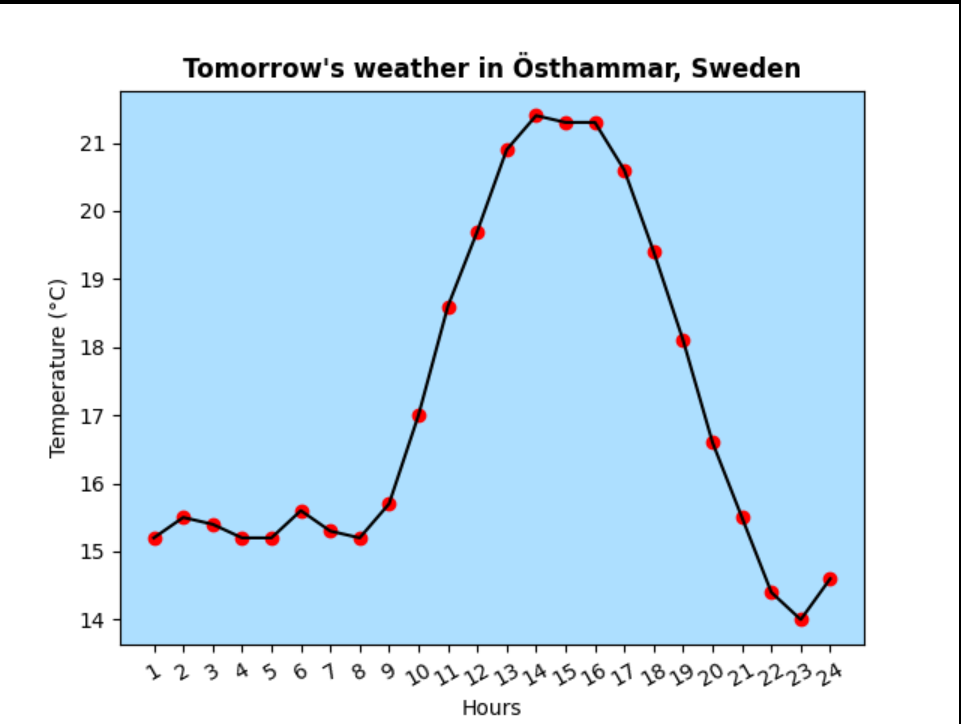 Tomorrow's weather in Östhammar, Sweden
21
20
19
18
17
16
15
14
Temperature (°C)
1 2 3 4 5 6 7 8 9 10 11 12 13 14 15 16 17 18 19 20 21 22 23 24
Hours